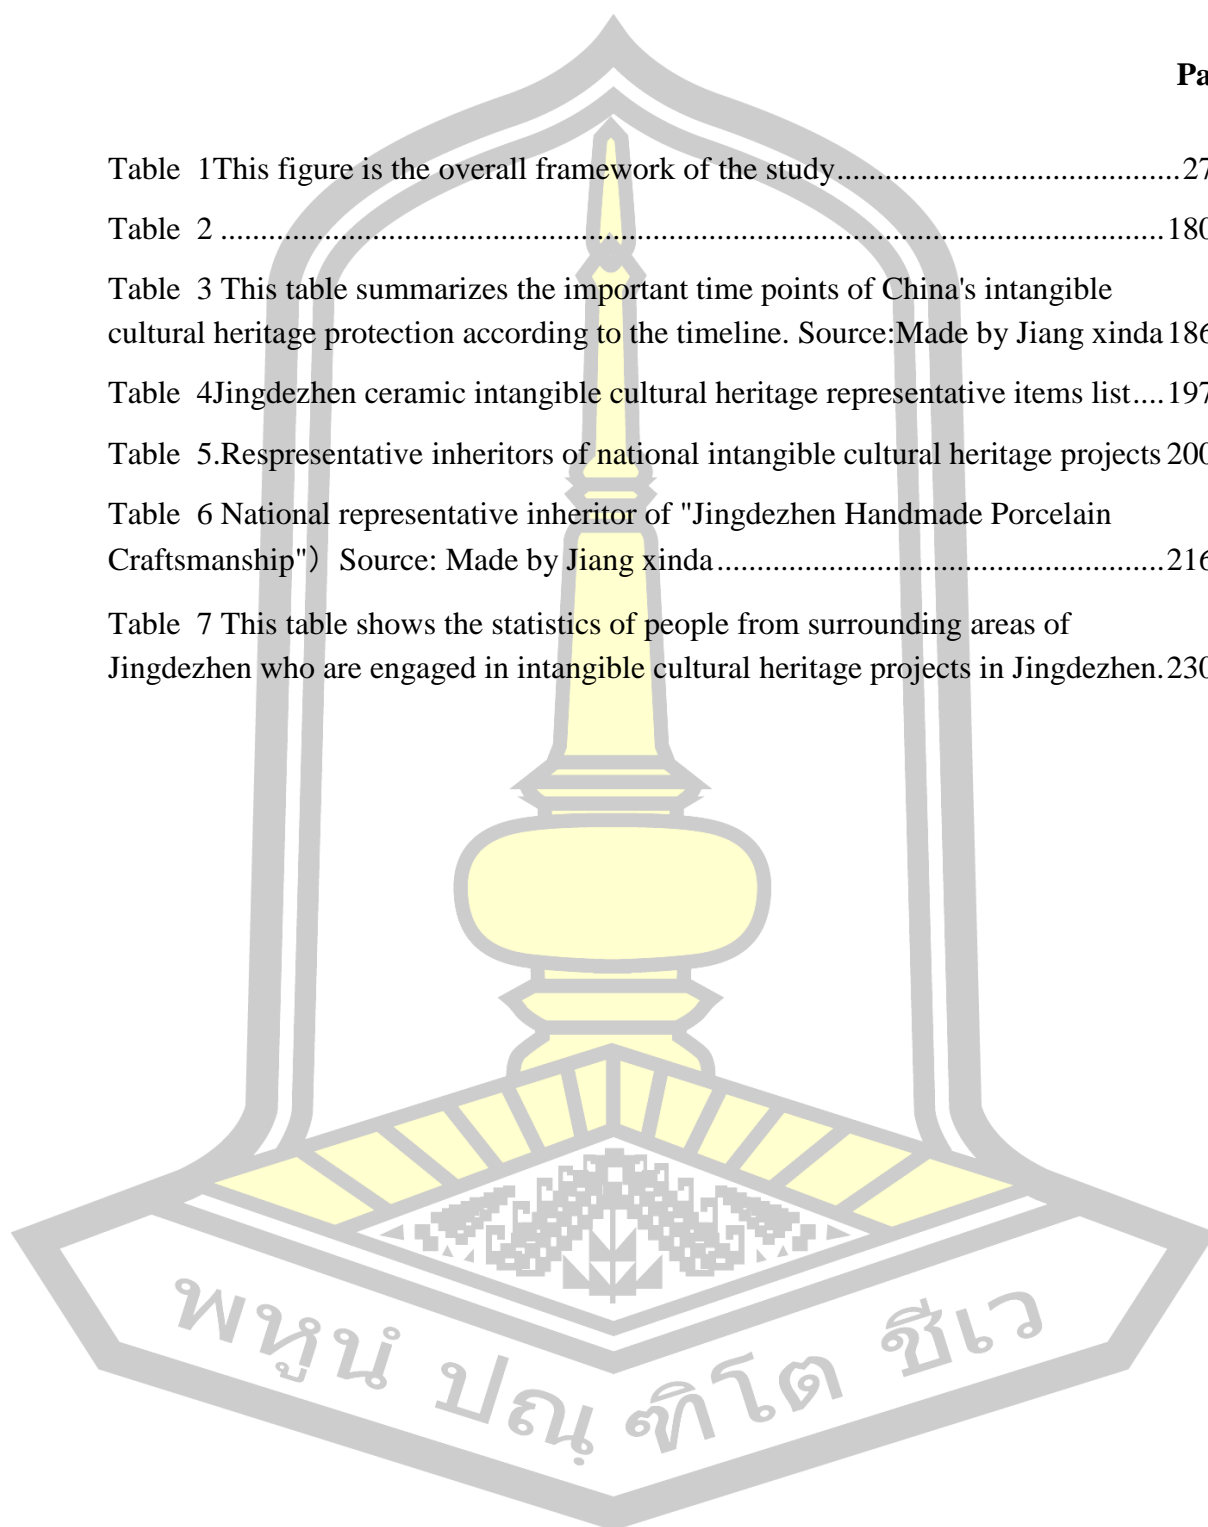 Pa
Table 1This figure is the overall framework of the study...........................................27
Table 2 ......................................................................................................................180
Table 3 This table summarizes the important time points of China's intangible
cultural heritage protection according to the timeline. Source:Made by Jiang xinda 186
Table 4Jingdezhen ceramic intangible cultural heritage representative items list....197
Table 5.Respresentative inheritors of national intangible cultural heritage projects 200
Table 6 National representative inheritor of "Jingdezhen Handmade Porcelain
Craftsmanship"）Source: Made by Jiang xinda........................................................216
Table 7 This table shows the statistics of people from surrounding areas of
Jingdezhen who are engaged in intangible cultural heritage projects in Jingdezhen.230
พหูนํ ปณฺฑิโต ชีเว